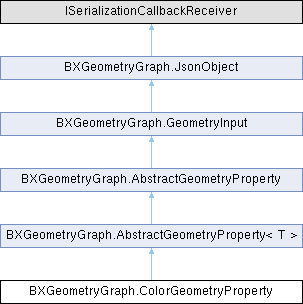 ISerializationCallbackReceiver
BXGeometryGraph.JsonObject
BXGeometryGraph.GeometryInput
BXGeometryGraph.AbstractGeometryProperty
BXGeometryGraph.AbstractGeometryProperty< T >
BXGeometryGraph.ColorGeometryProperty